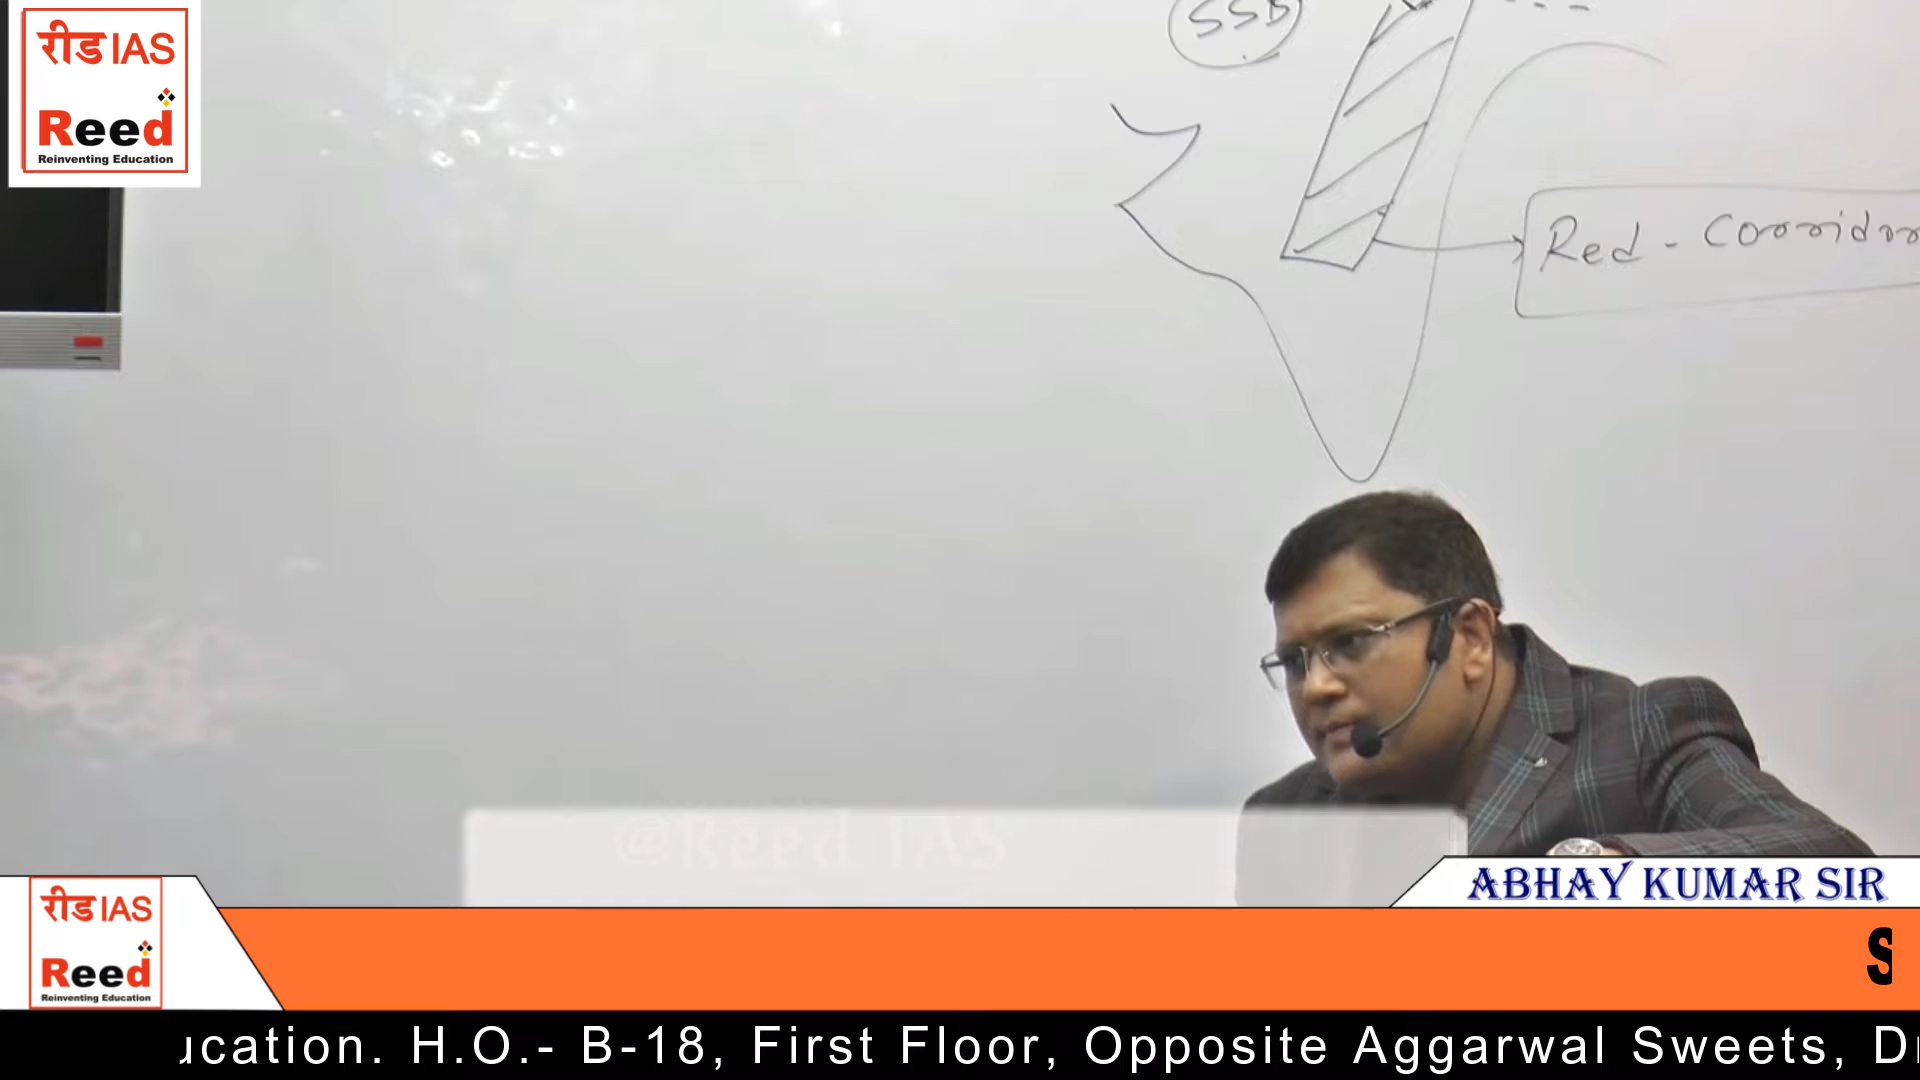 रीड IAS
Reed
Reinventing Education
SSB
Red - Corridor
@Reed IAS
ABHAY KUMAR SIR
रीड IAS
Reed
Reinventing Education
S
ucation. H.O.- B-18, First Floor, Opposite Aggarwal Sweets, Dr